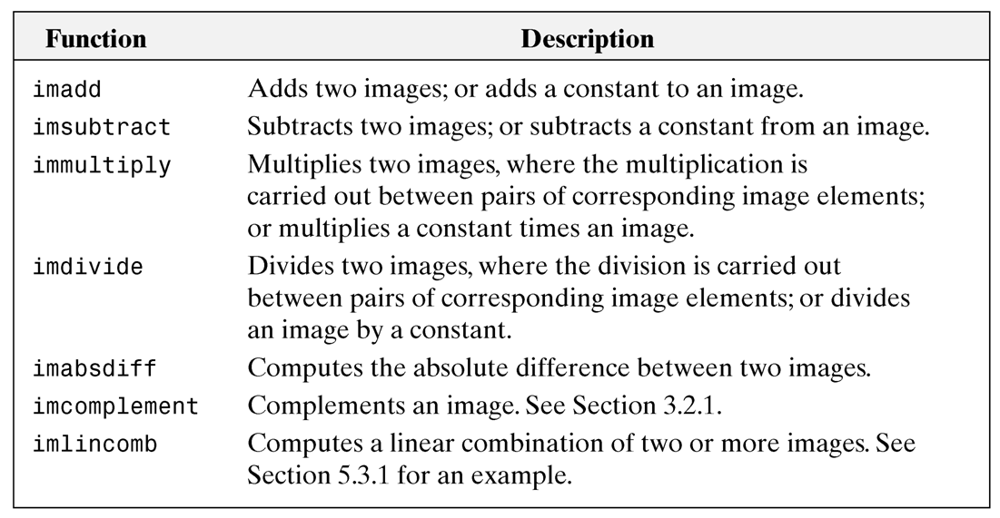 Function Description
imadd Adds two images; or adds a constant to an image.
imsubtract Subtracts two images; or subtracts a constant from an image.
immultiply Multiplies two images, where the multiplication is
carried out between pairs of corresponding image elements;
or multiplies a constant times an image.
imdivide Divides two images, where the division is carried out
between pairs of corresponding image elements; or divides
an image by a constant.
imabsdiff Computes the absolute difference between two images.
imcomplement Complements an image. See Section 3.2.1.
imlincomb Computes a linear combination of two or more images. See
Section 5.3.1 for an example.